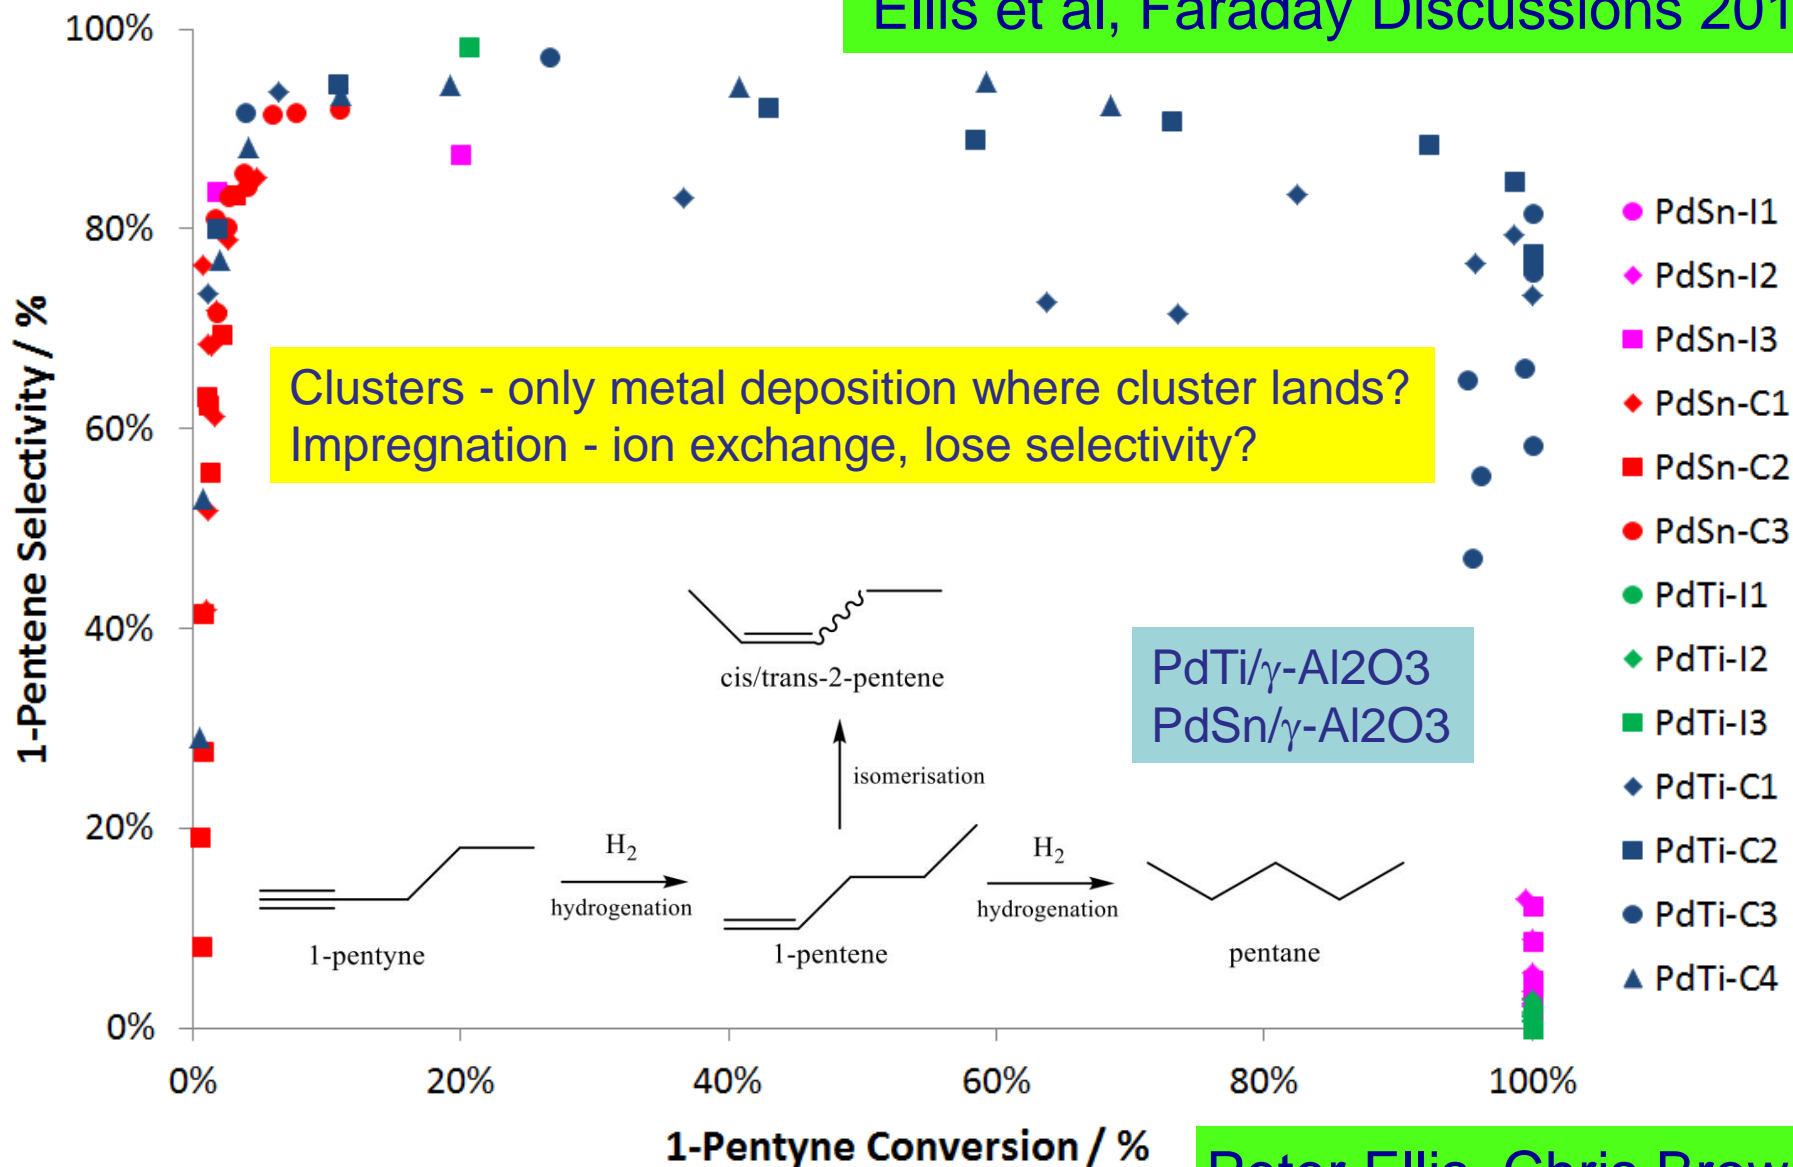 Ellis et al, Faraday Discussions 201
100%
80%
60%
40%
20%
0%
1-Pentene Selectivity / %
Clusters - only metal deposition where cluster lands?
Impregnation - ion exchange, lose selectivity?
cis/trans-2-pentene
isomerisation
H2
hydrogenation
H2
hydrogenation
1-pentyne
1-pentene
pentane
PdTi/γ-Al2O3
PdSn/γ-Al2O3
PdSn-I1
PdSn-I2
PdSn-I3
PdSn-C1
PdSn-C2
PdSn-C3
PdTi-I1
PdTi-I2
PdTi-I3
PdTi-C1
PdTi-C2
PdTi-C3
PdTi-C4
0%
20%
40%
60%
80%
100%
1-Pentyne Conversion / %
Peter Ellis, Chris Brow